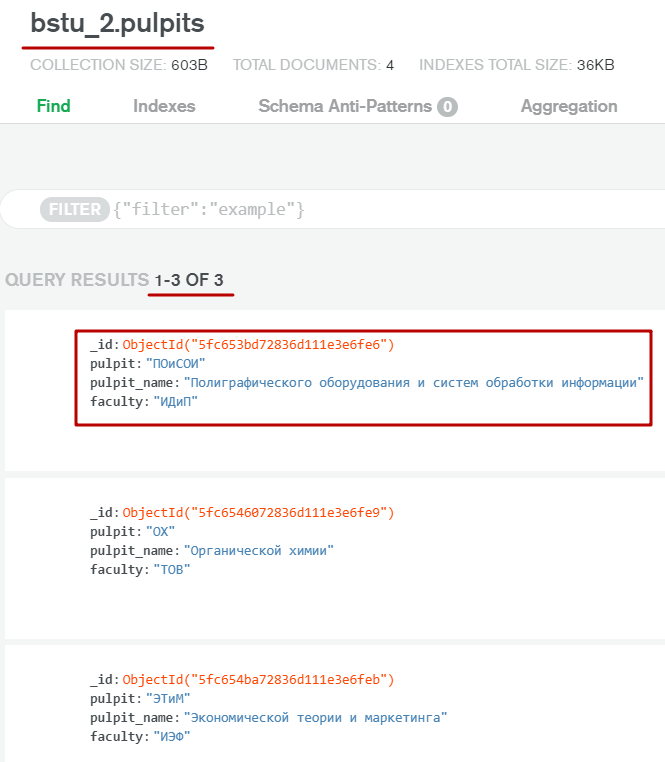 bstu_2.pulpits
COLLECTION SIZE: 603B TOTAL DOCUMENTS: 4 INDEXES TOTAL SIZE: 36KB
Find Indexes Schema Anti-Patterns 0 Aggregation
FILTER {"filter":"example"}
QUERY RESULTS 1-3 OF 3
_id: ObjectId("5fc653bd72836d111e3e6fe6")
pulpit: "ПОиСОИ"
pulpit_name: "Полиграфического оборудования и систем обработки информации"
faculty: "ИДиП"
_id: ObjectId("5fc6546072836d111e3e6fe9")
pulpit: "ОХ"
pulpit_name: "Органической химии"
faculty: "ТОВ"
_id: ObjectId("5fc654ba72836d111e3e6feb")
pulpit: "ЭТиМ"
pulpit_name: "Экономической теории и маркетинга"
faculty: "ИЭФ"